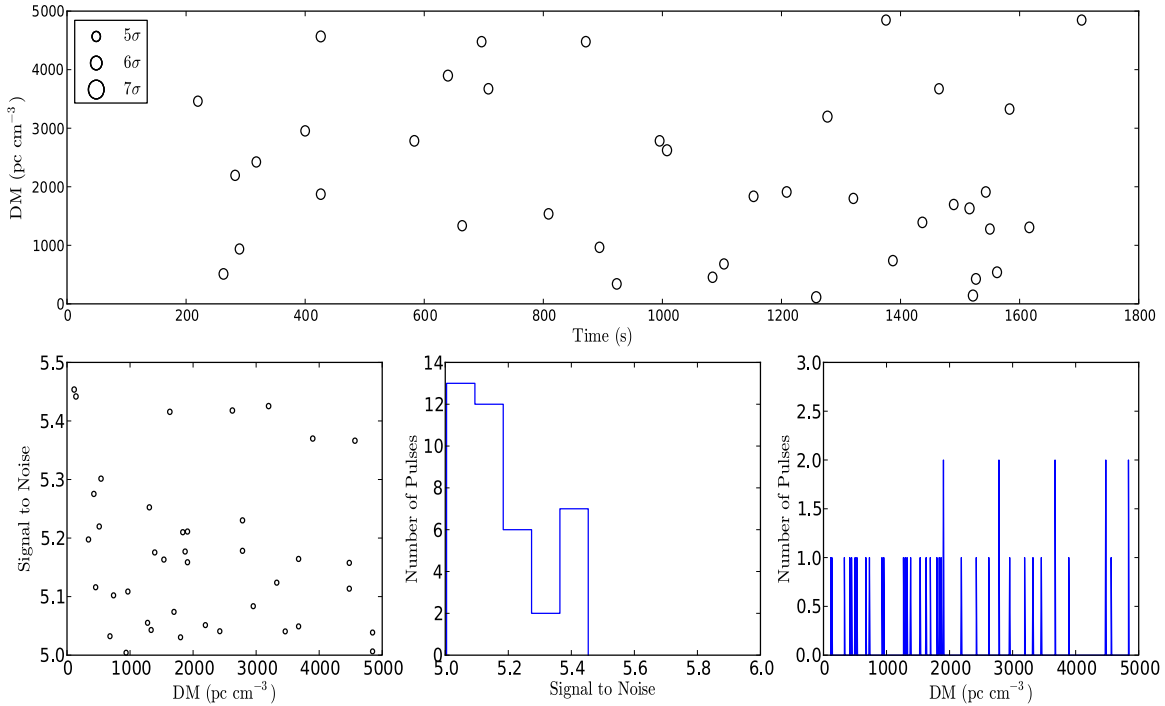 5σ
6σ
7σ
DM (pc cm⁻³)
5000
4000
3000
2000
1000
0
0 200 400 600 800 1000 1200 1400 1600 1800
Time (s)
Signal to Noise
5.5
5.4
5.3
5.2
5.1
5.0
0 1000 2000 3000 4000 5000
DM (pc cm⁻³)
Number of Pulses
14
12
10
8
6
4
2
0
5.0 5.2 5.4 5.6 5.8 6.0
Signal to Noise
Number of Pulses
3.0
2.5
2.0
1.5
1.0
0.5
0.0
0 1000 2000 3000 4000 5000
DM (pc cm⁻³)